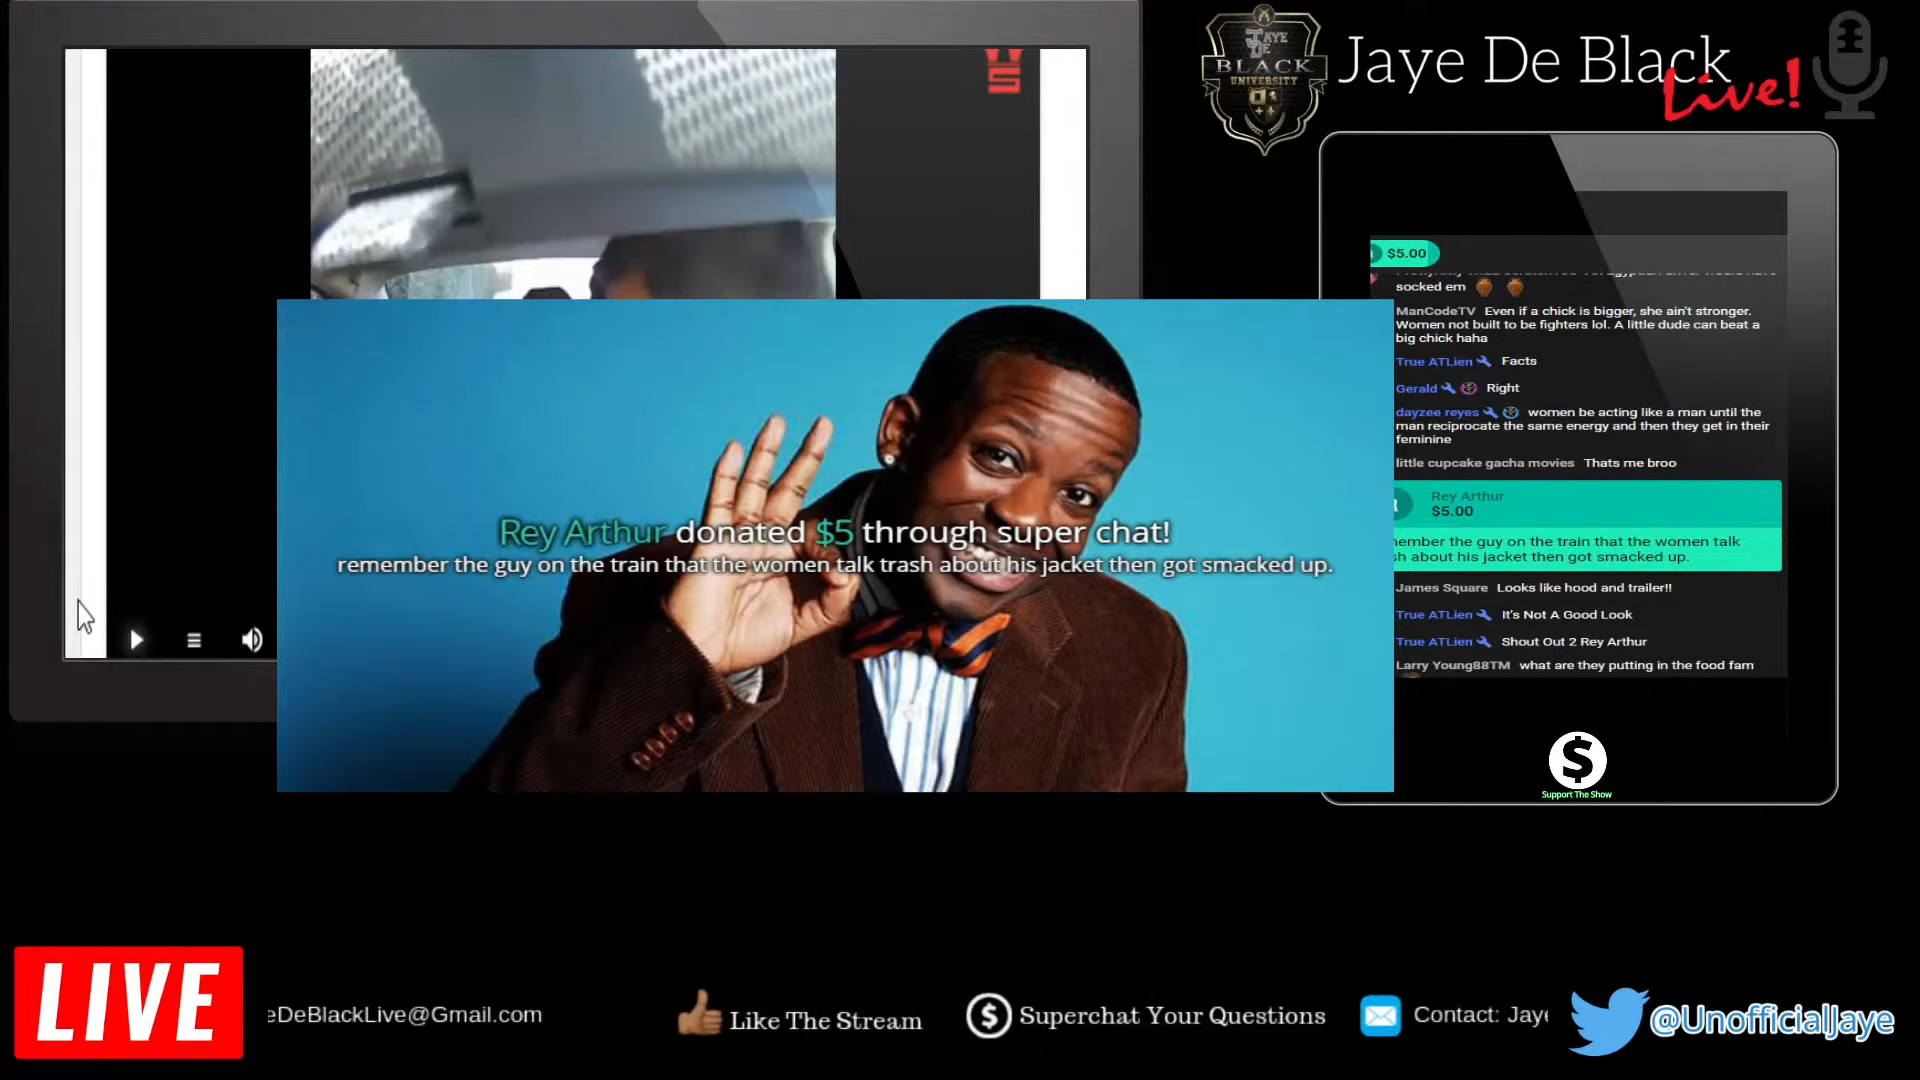 JAYE
DE
BLACK
UNIVERSITY
Jaye De Black
Live!
$5.00
socked em
ManCodeTV Even if a chick is bigger, she ain't stronger.
Women not built to be fighters lol. A little dude can beat a
big chick haha
True ATLien Facts
Gerald Right
dayzee reyes women be acting like a man until the
man reciprocate the same energy and then they get in their
feminine
little cupcake gacha movies Thats me broo
Rey Arthur
$5.00
ember the guy on the train that the women talk
sh about his jacket then got smacked up.
James Square Looks like hood and trailer!!
True ATLien It's Not A Good Look
True ATLien Shout Out 2 Rey Arthur
Larry Young88TM what are they putting in the food fam
$
Support The Show
Rey Arthur donated $5 through super chat!
remember the guy on the train that the women talk trash about his jacket then got smacked up.
LIVE
eDeBlackLive@Gmail.com
Like The Stream
$
Superchat Your Questions
Contact: Jaye
@UnofficialJaye